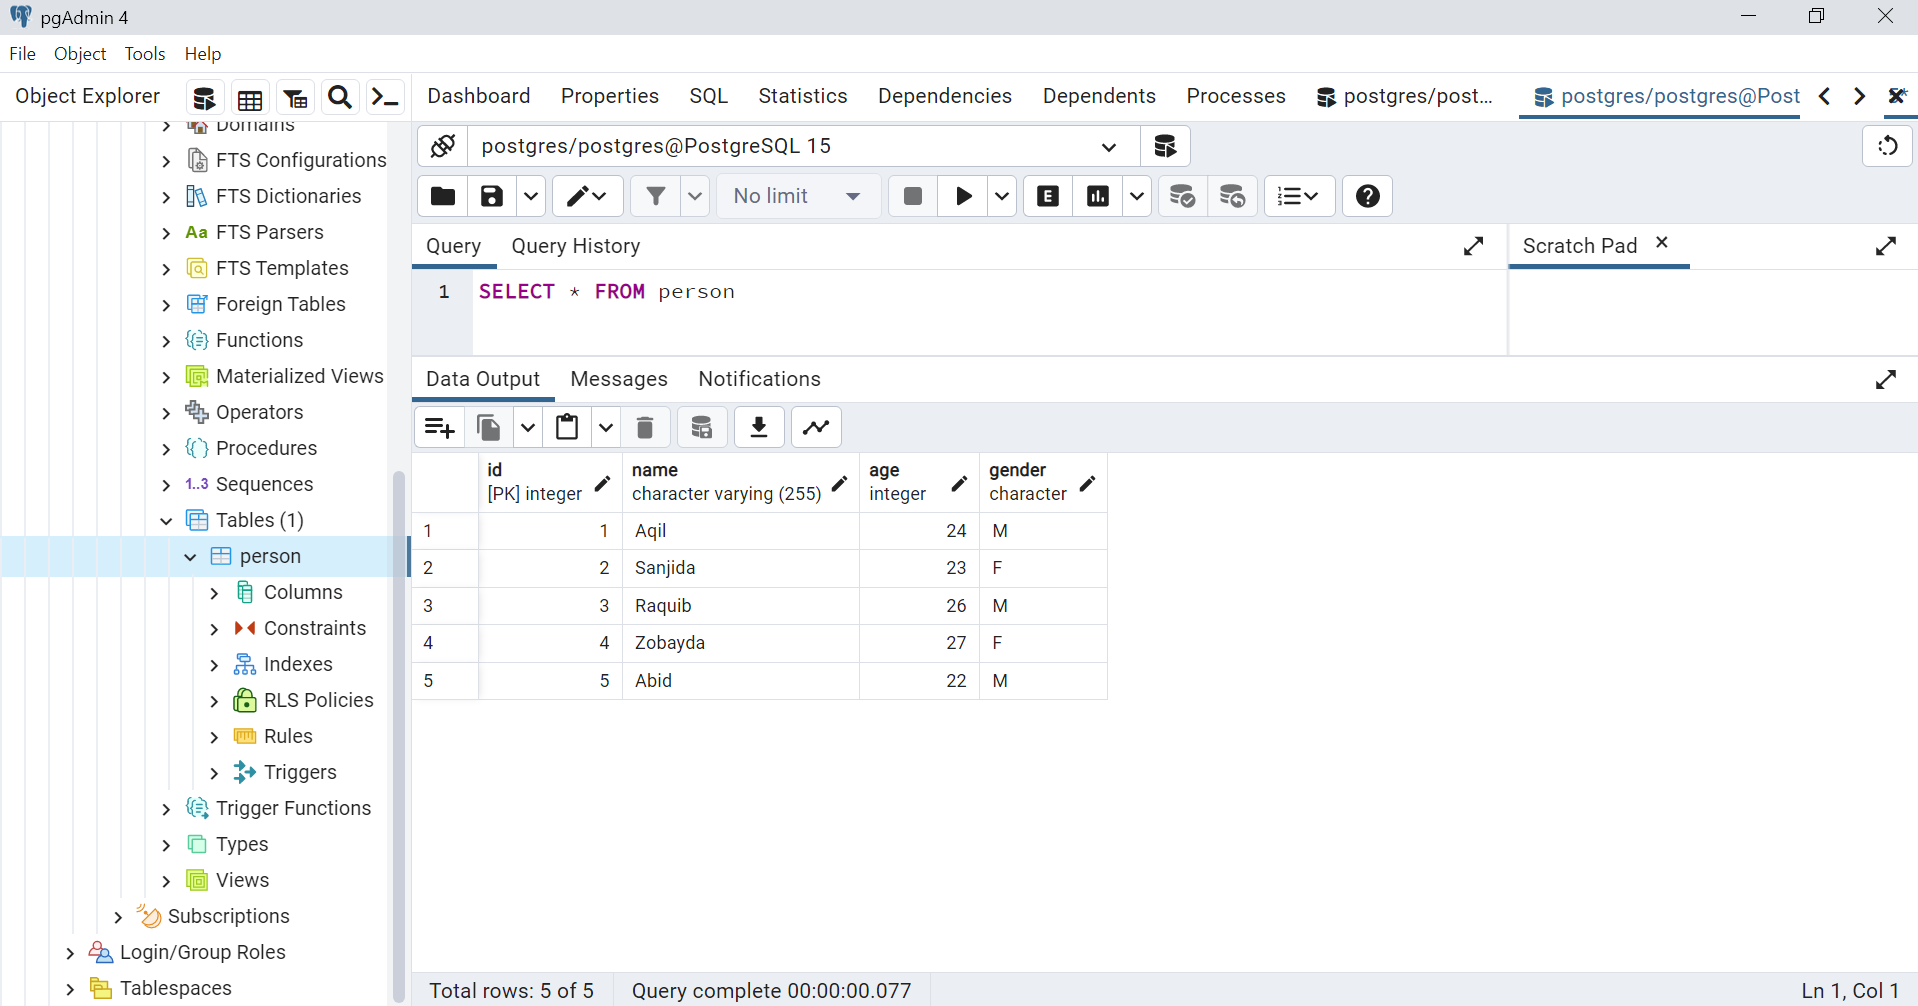 pgAdmin 4
File Object Tools Help
Object Explorer
Dashboard Properties SQL Statistics Dependencies Dependents Processes postgres/post... postgres/postgres@Post
Domains
FTS Configurations
FTS Dictionaries
Aa FTS Parsers
FTS Templates
Foreign Tables
Functions
Materialized Views
Operators
Procedures
1..3 Sequences
Tables (1)
person
Columns
Constraints
Indexes
RLS Policies
Rules
Triggers
Trigger Functions
Types
Views
Subscriptions
Login/Group Roles
Tablespaces
postgres/postgres@PostgreSQL 15
No limit
E
Query Query History
Scratch Pad
1 SELECT * FROM person
Data Output Messages Notifications
id name age gender
[PK] integer character varying (255) integer character
1 1 Aqil 24 M
2 2 Sanjida 23 F
3 3 Raquib 26 M
4 4 Zobayda 27 F
5 5 Abid 22 M
Total rows: 5 of 5 Query complete 00:00:00.077 Ln 1, Col 1